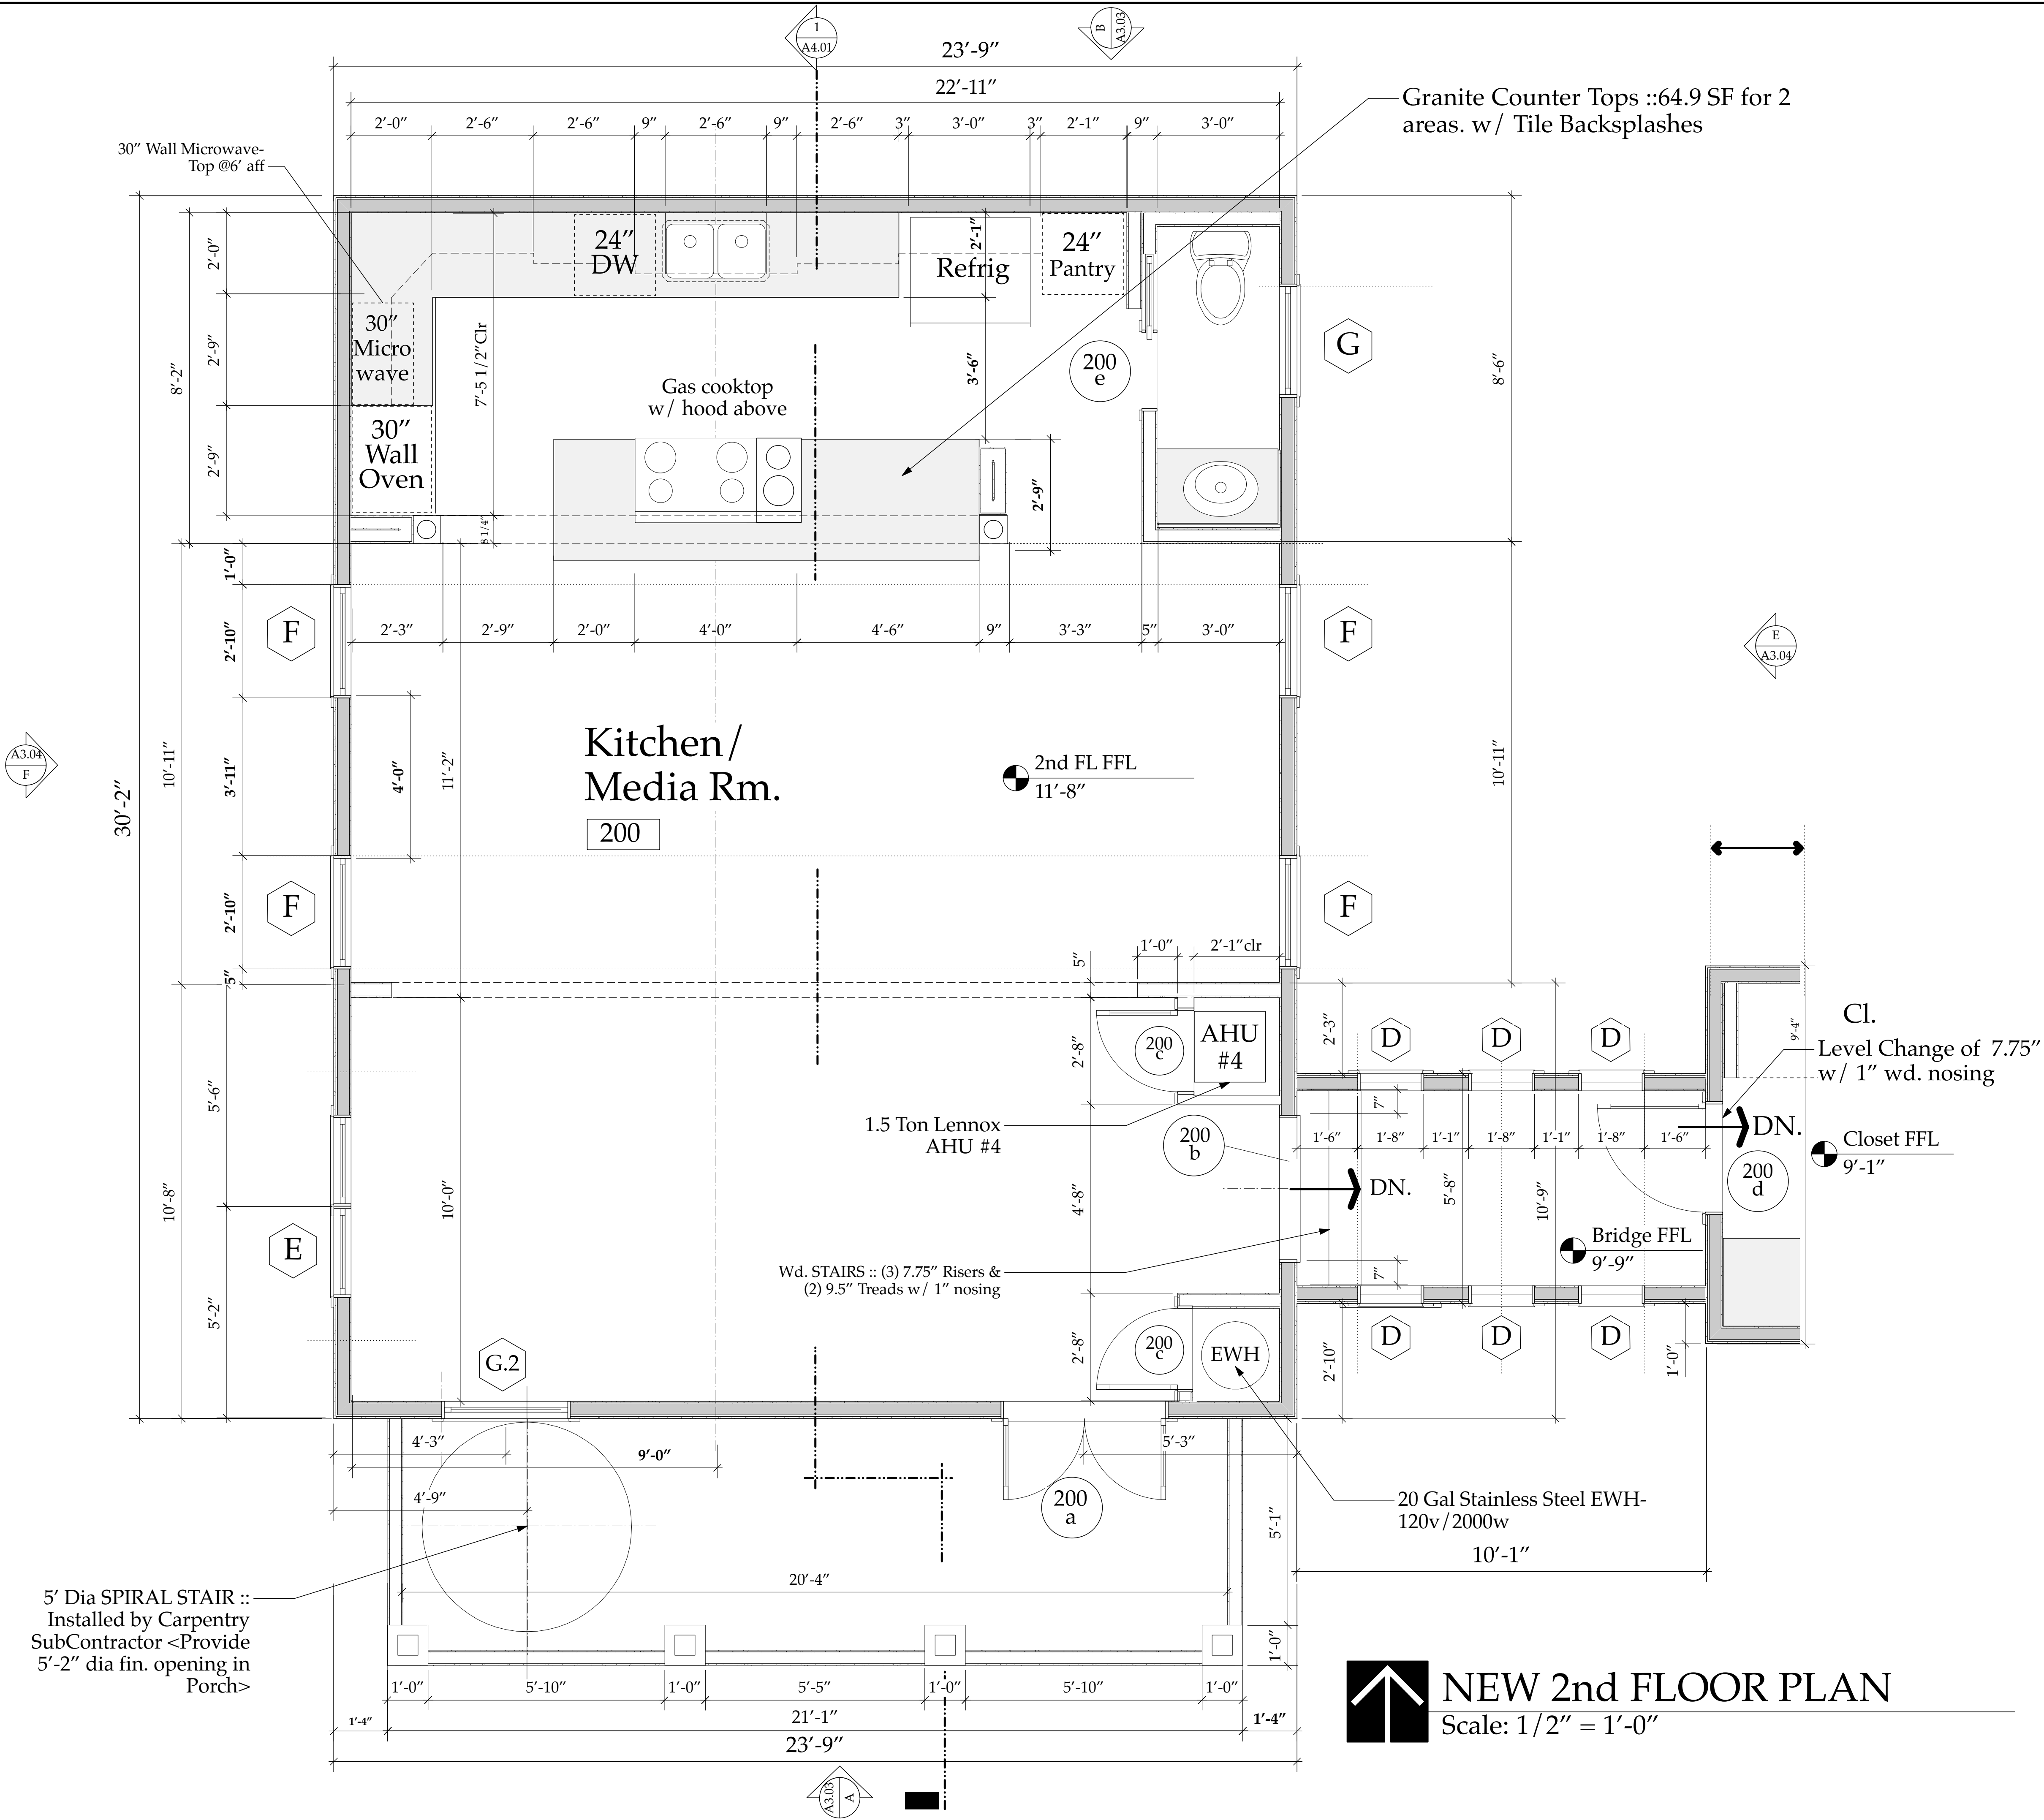 1
A4.01
B
A3.03
23'-9"
22'-11"
2'-0"
2'-6"
2'-6"
9"
2'-6"
9"
2'-6"
3"
3'-0"
3"
2'-1"
9"
3'-0"
Granite Counter Tops ::64.9 SF for 2
areas. w/ Tile Backsplashes
30" Wall Microwave-
Top @6' aff
24"
DW
Refrig
24"
Pantry
2'-1"
3'-6"
2'-0"
2'-9"
2'-9"
8'-2"
30"
Micro
wave
7'-5 1/2"Clr
8 1/4"
30"
Wall
Oven
Gas cooktop
w/ hood above
2'-9"
200
e
G
8'-6"
1'-0"
2'-10"
3'-11"
2'-10"
5"
F
F
F
F
2'-3"
2'-9"
2'-0"
4'-0"
4'-6"
9"
3'-3"
5"
3'-0"
E
A3.04
A3.04
F
30'-2"
10'-11"
4'-0"
11'-2"
Kitchen/
Media Rm.
200
2nd FL FFL
11'-8"
10'-11"
1'-0"
2'-1"clr
5"
2'-8"
4'-8"
2'-8"
200
c
AHU
#4
1.5 Ton Lennox
AHU #4
200
b
DN.
2'-3"
D
D
D
7"
1'-6"
1'-8"
1'-1"
1'-8"
1'-1"
1'-8"
1'-6"
5'-8"
10'-9"
7"
Cl.
9'-4"
Level Change of 7.75"
w/ 1" wd. nosing
DN.
Closet FFL
9'-1"
200
d
Bridge FFL
9'-9"
D
D
D
2'-10"
1'-0"
5'-6"
10'-8"
5'-2"
10'-0"
E
Wd. STAIRS :: (3) 7.75" Risers &
(2) 9.5" Treads w/ 1" nosing
200
c
EWH
G.2
4'-3"
9'-0"
5'-3"
4'-9"
200
a
20 Gal Stainless Steel EWH-
120v/2000w
10'-1"
5'-1"
1'-0"
20'-4"
5' Dia SPIRAL STAIR ::
Installed by Carpentry
SubContractor <Provide
5'-2" dia fin. opening in
Porch>
1'-0"
5'-10"
1'-0"
5'-5"
1'-0"
5'-10"
1'-0"
1'-4"
21'-1"
1'-4"
23'-9"
A3.03
A
NEW 2nd FLOOR PLAN
Scale: 1/2" = 1'-0"